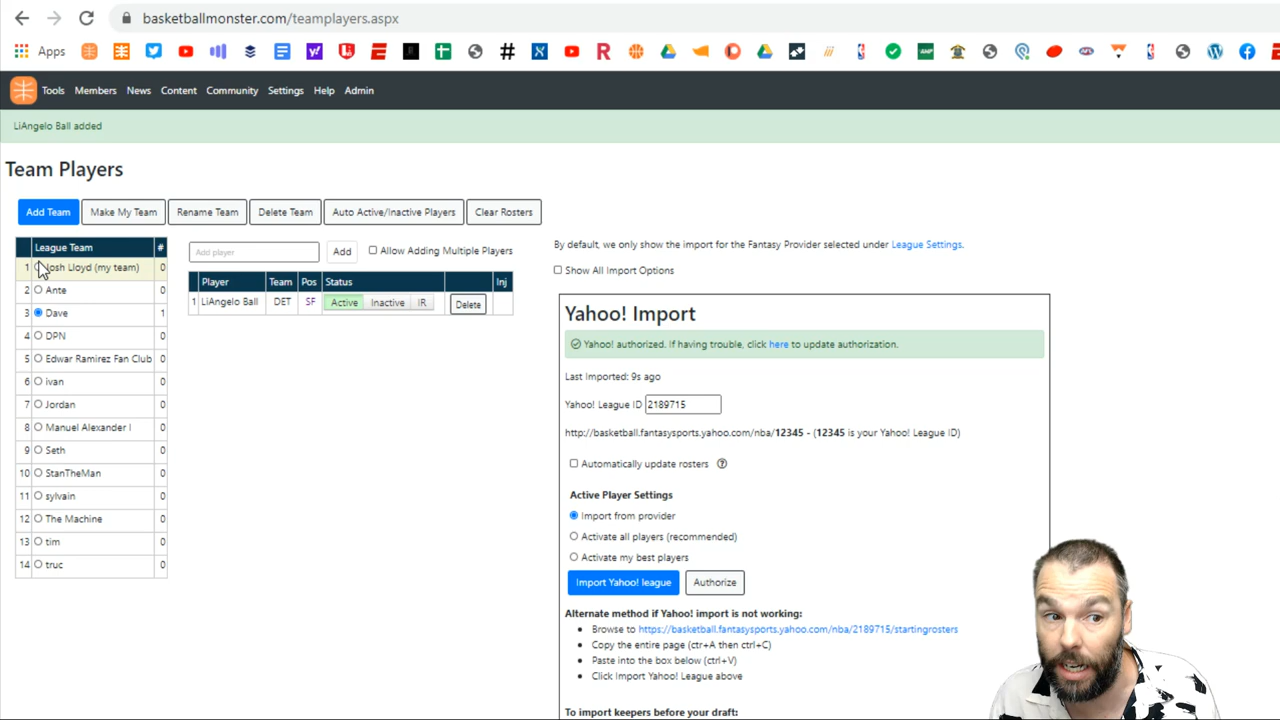 basketballmonster.com/teamplayers.aspx
Apps
Tools Members News Content Community Settings Help Admin
LiAngelo Ball added
Team Players
Add Team Make My Team Rename Team Delete Team Auto Active/Inactive Players Clear Rosters
League Team #
1 Josh Lloyd (my team) 0
2 Ante 0
3 Dave 1
4 DPN 0
5 Edwar Ramirez Fan Club 0
6 ivan 0
7 Jordan 0
8 Manuel Alexander I 0
9 Seth 0
10 StanTheMan 0
11 sylvain 0
12 The Machine 0
13 tim 0
14 truc 0
Add player Add Allow Adding Multiple Players
Player Team Pos Status Inj
1 LiAngelo Ball DET SF Active Inactive IR Delete
By default, we only show the import for the Fantasy Provider selected under League Settings.
Show All Import Options
Yahoo! Import
Yahoo! authorized. If having trouble, click here to update authorization.
Last Imported: 9s ago
Yahoo! League ID 2189715
http://basketball.fantasysports.yahoo.com/nba/12345 - (12345 is your Yahoo! League ID)
Automatically update rosters
Active Player Settings
Import from provider
Activate all players (recommended)
Activate my best players
Import Yahoo! league Authorize
Alternate method if Yahoo! import is not working:
Browse to https://basketball.fantasysports.yahoo.com/nba/2189715/startingrosters
Copy the entire page (ctr+A then ctrl+C)
Paste into the box below (ctrl+V)
Click Import Yahoo! League above
To import keepers before your draft: